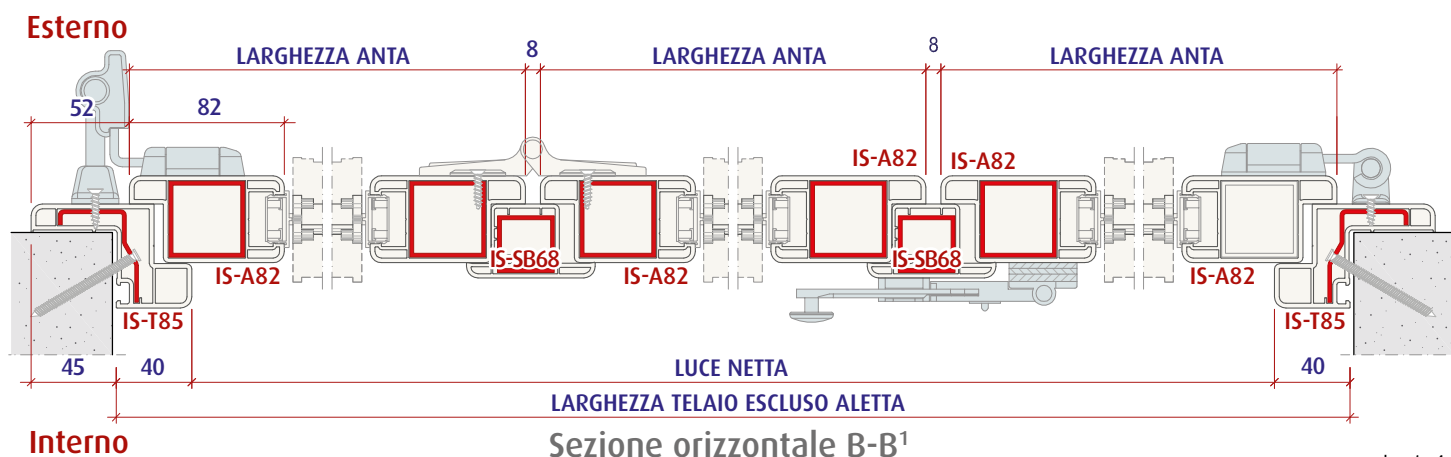 Esterno
LARGHEZZA ANTA 8 LARGHEZZA ANTA 8 LARGHEZZA ANTA
52 82
IS-A82 IS-A82
IS-A82 IS-SB68 IS-A82 IS-SB68 IS-A82
IS-T85 IS-T85
45 40 LUCE NETTA 40
LARGHEZZA TELAIO ESCLUSO ALETTA
Interno
Sezione orizzontale B-B¹